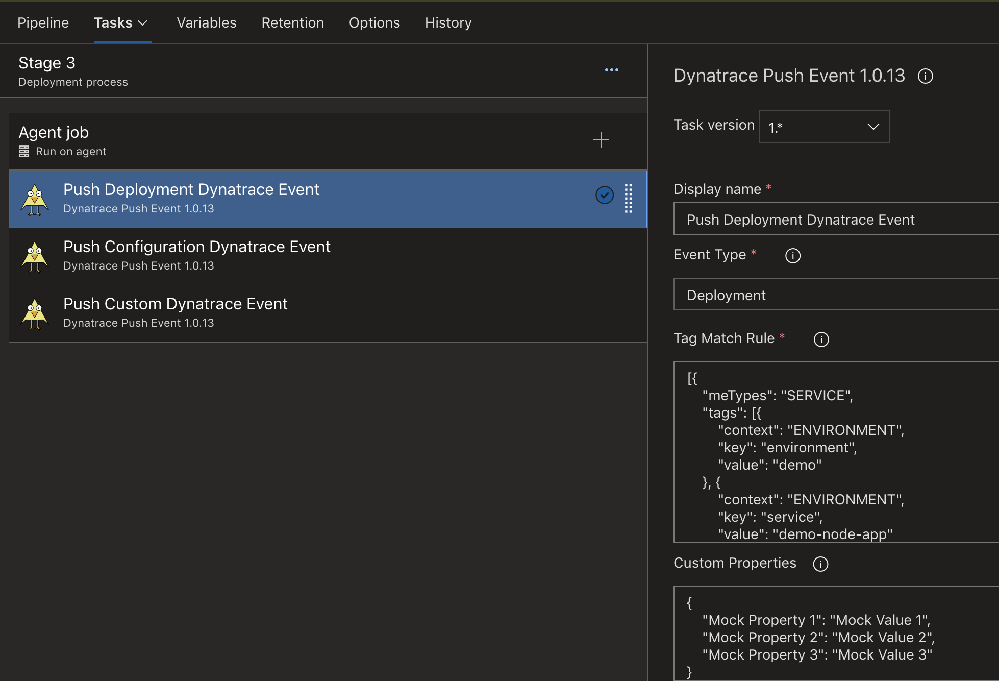 Pipeline Tasks Variables Retention Options History
Stage 3
Deployment process
Agent job
Run on agent
Push Deployment Dynatrace Event
Dynatrace Push Event 1.0.13
Push Configuration Dynatrace Event
Dynatrace Push Event 1.0.13
Push Custom Dynatrace Event
Dynatrace Push Event 1.0.13
Dynatrace Push Event 1.0.13
Task version 1.*
Display name *
Push Deployment Dynatrace Event
Event Type *
Deployment
Tag Match Rule *
[{
"meTypes": "SERVICE",
"tags": [{
"context": "ENVIRONMENT",
"key": "environment",
"value": "demo"
}, {
"context": "ENVIRONMENT",
"key": "service",
"value": "demo-node-app"
Custom Properties
{
"Mock Property 1": "Mock Value 1",
"Mock Property 2": "Mock Value 2",
"Mock Property 3": "Mock Value 3"
}